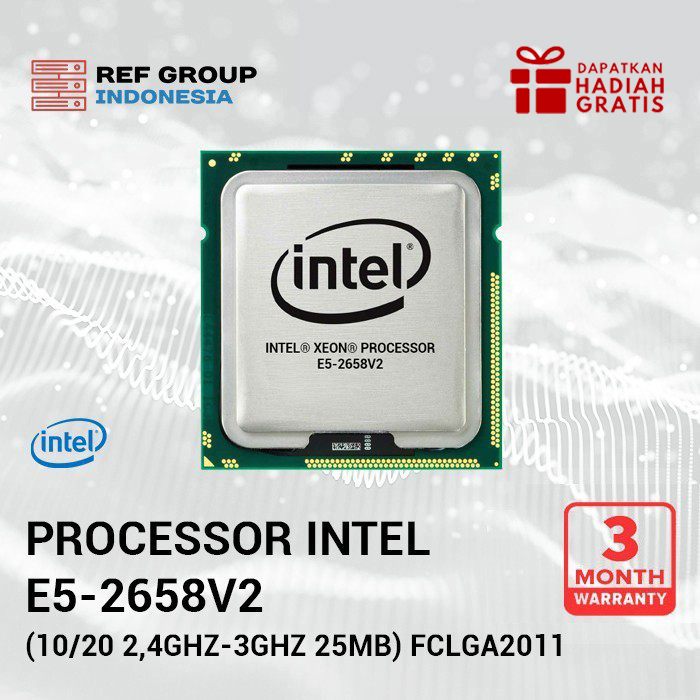 REF GROUP
INDONESIA
DAPATKAN
HADIAH
GRATIS
intel®
INTEL® XEON® PROCESSOR
E5-2658V2
intel
PROCESSOR INTEL
E5-2658V2
(10/20 2,4GHZ-3GHZ 25MB) FCLGA2011
3
MONTH
WARRANTY